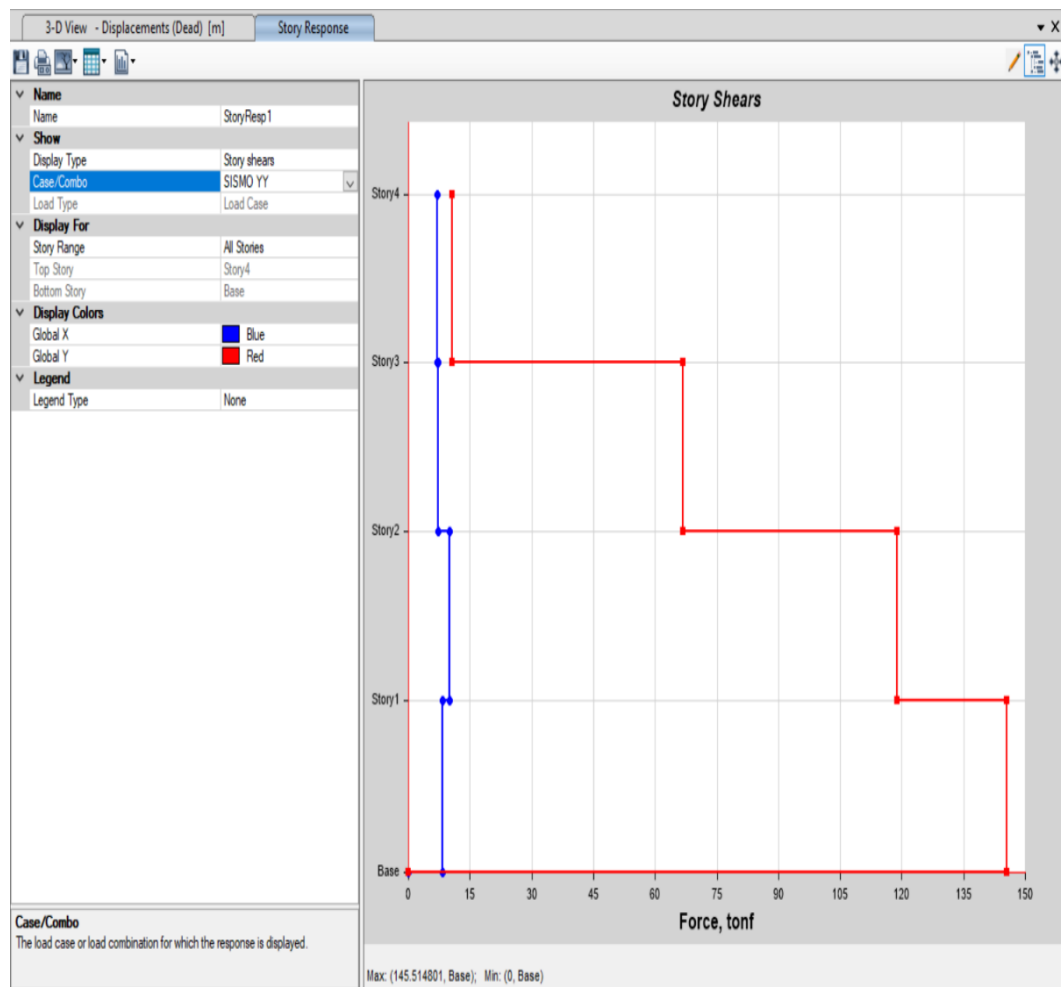 3-D View - Displacements (Dead) [m]
Story Response
X
Name
Name StoryResp1
Show
Display Type Story shears
Case/Combo SISMO YY
Load Type Load Case
Display For
Story Range All Stories
Top Story Story4
Bottom Story Base
Display Colors
Global X Blue
Global Y Red
Legend
Legend Type None
Case/Combo
The load case or load combination for which the response is displayed.
Story Shears
Story4
Story3
Story2
Story1
Base
0 15 30 45 60 75 90 105 120 135 150
Force, tonf
Max: (145.514801, Base); Min: (0, Base)